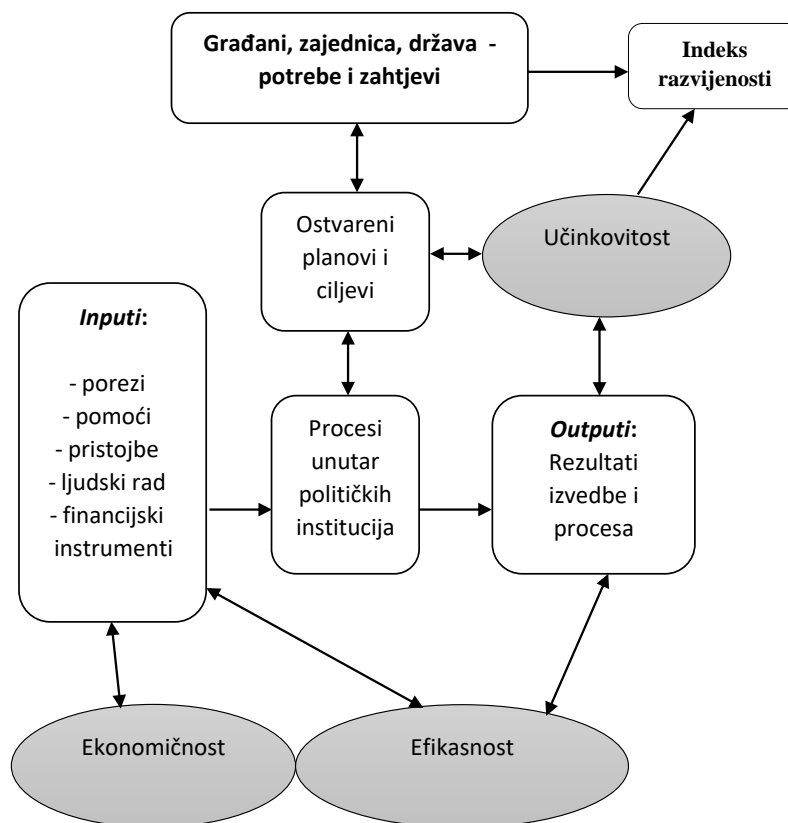 Građani, zajednica, država -
potrebe i zahtjevi
Indeks
razvijenosti
Ostvareni
planovi i
ciljevi
Učinkovitost
Inputi:
- porezi
- pomoći
- pristojbe
- ljudski rad
- financijski
instrumenti
Procesi
unutar
političkih
institucija
Outputi:
Rezultati
izvedbe i
procesa
Ekonomičnost
Efikasnost